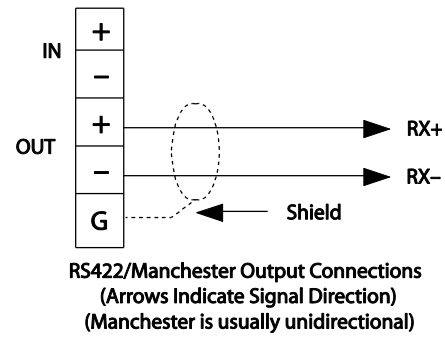 IN
+
−
OUT
+
−
G
RX+
RX−
Shield
RS422/Manchester Output Connections
(Arrows Indicate Signal Direction)
(Manchester is usually unidirectional)